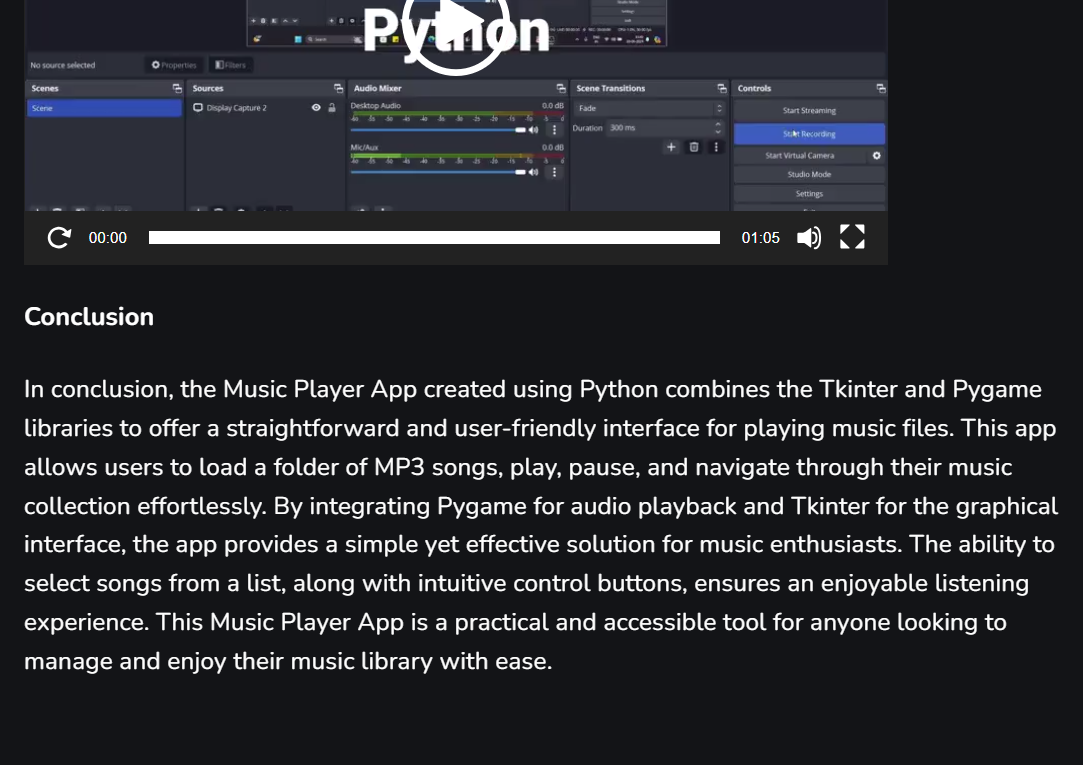 Python
No source selected
Properties
Filters
Scenes
Sources
Audio Mixer
Scene Transitions
Controls
Scene
Display Capture 2
Desktop Audio
0.0 dB
Fade
Start Streaming
Duration
300 ms
Start Recording
Mic/Aux
0.0 dB
Start Virtual Camera
Studio Mode
Settings
00:00
01:05
Conclusion
In conclusion, the Music Player App created using Python combines the Tkinter and Pygame
libraries to offer a straightforward and user-friendly interface for playing music files. This app
allows users to load a folder of MP3 songs, play, pause, and navigate through their music
collection effortlessly. By integrating Pygame for audio playback and Tkinter for the graphical
interface, the app provides a simple yet effective solution for music enthusiasts. The ability to
select songs from a list, along with intuitive control buttons, ensures an enjoyable listening
experience. This Music Player App is a practical and accessible tool for anyone looking to
manage and enjoy their music library with ease.